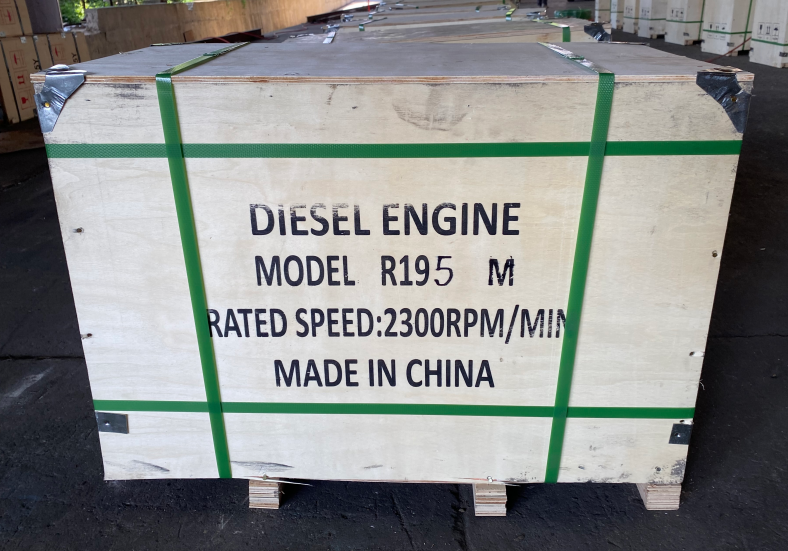 DIESEL ENGINE
MODEL R195 M
RATED SPEED:2300RPM/MIN
MADE IN CHINA